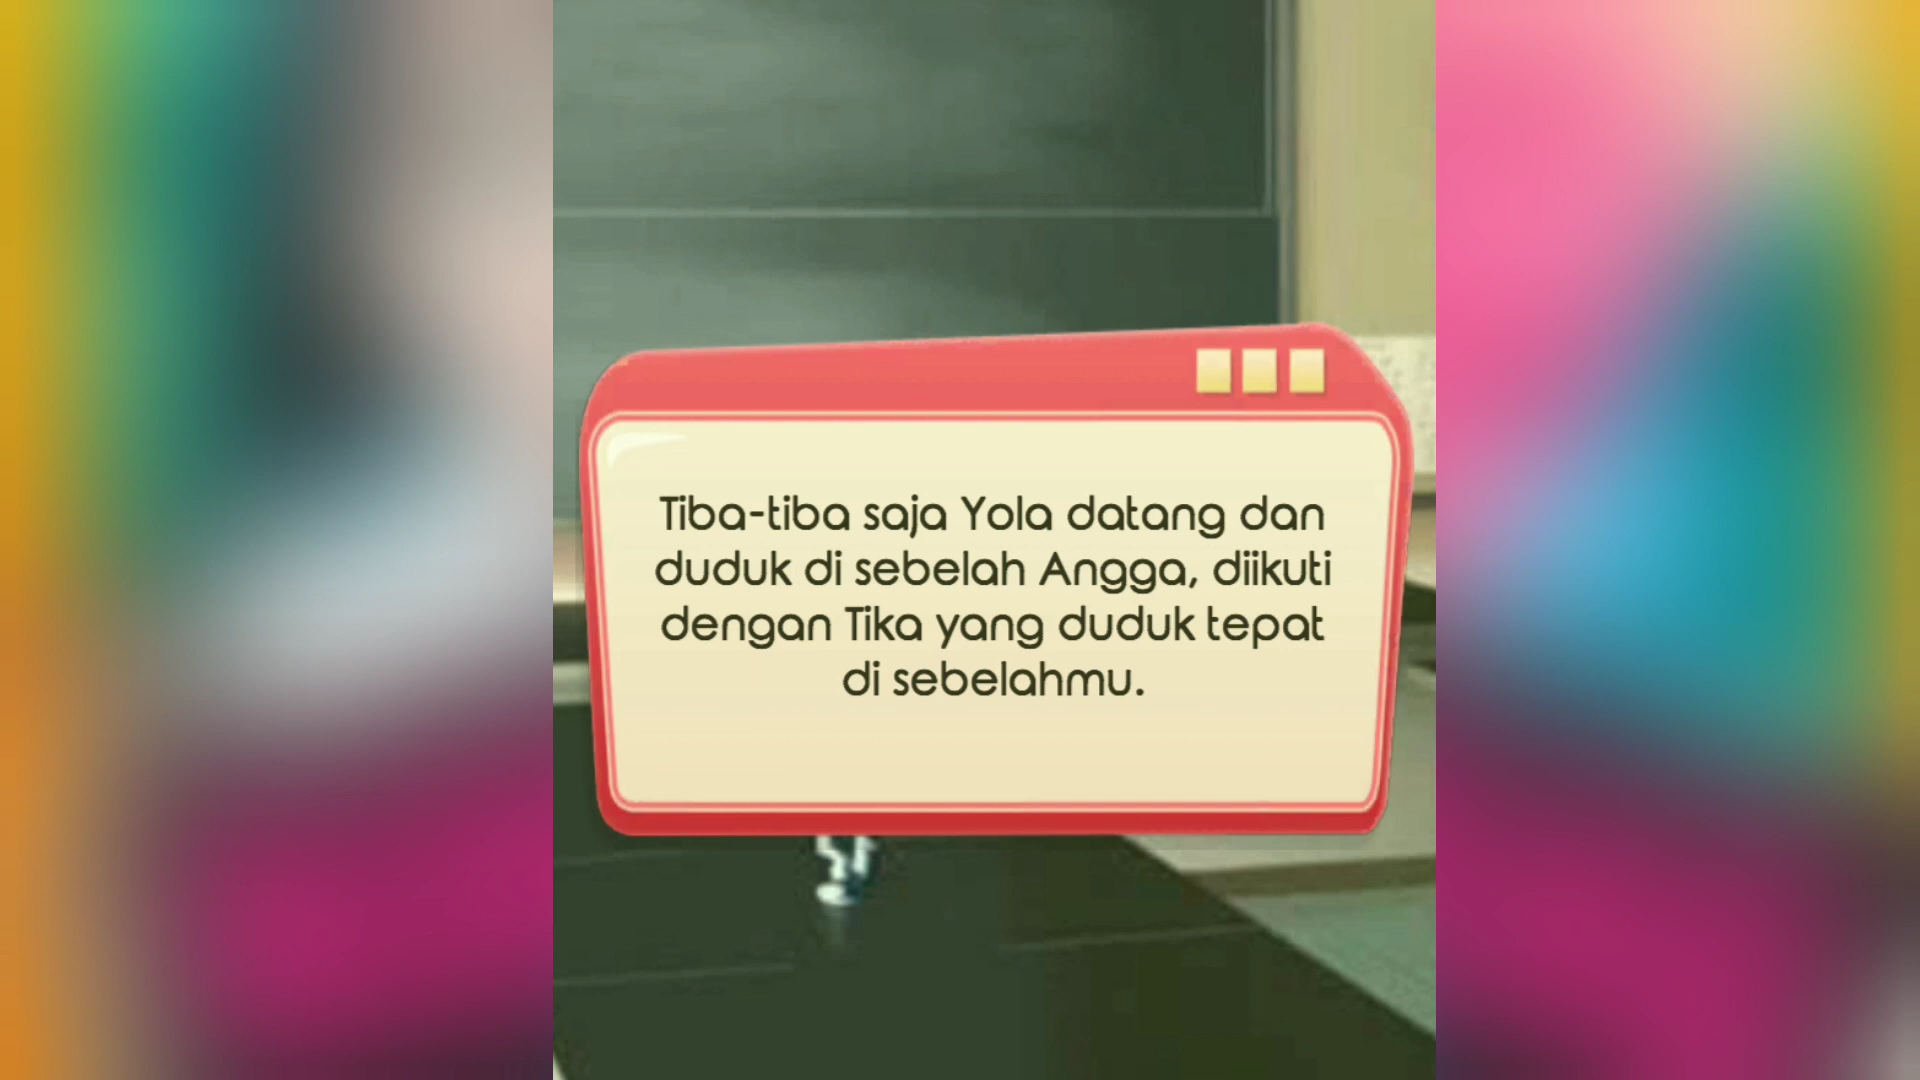 Tiba-tiba saja Yola datang dan
duduk di sebelah Angga, diikuti
dengan Tika yang duduk tepat
di sebelahmu.